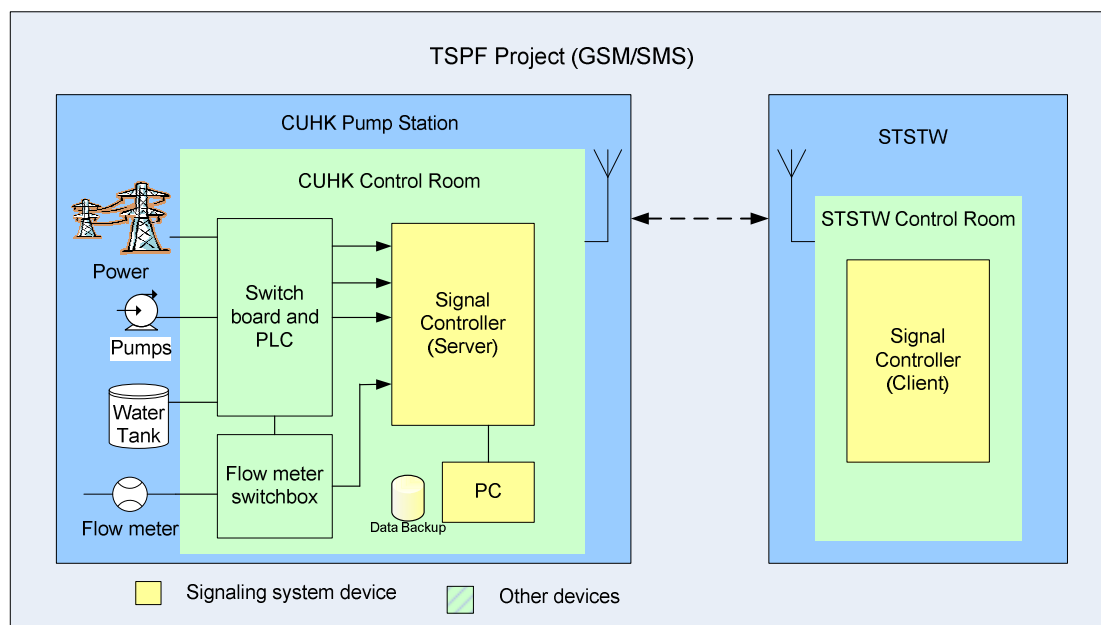 TSPF Project (GSM/SMS)
CUHK Pump Station
CUHK Control Room
Power
Pumps
Water
Tank
Flow meter
Switch
board and
PLC
Flow meter
switchbox
Signal
Controller
(Server)
PC
Data Backup
STSTW
STSTW Control Room
Signal
Controller
(Client)
Signaling system device
Other devices